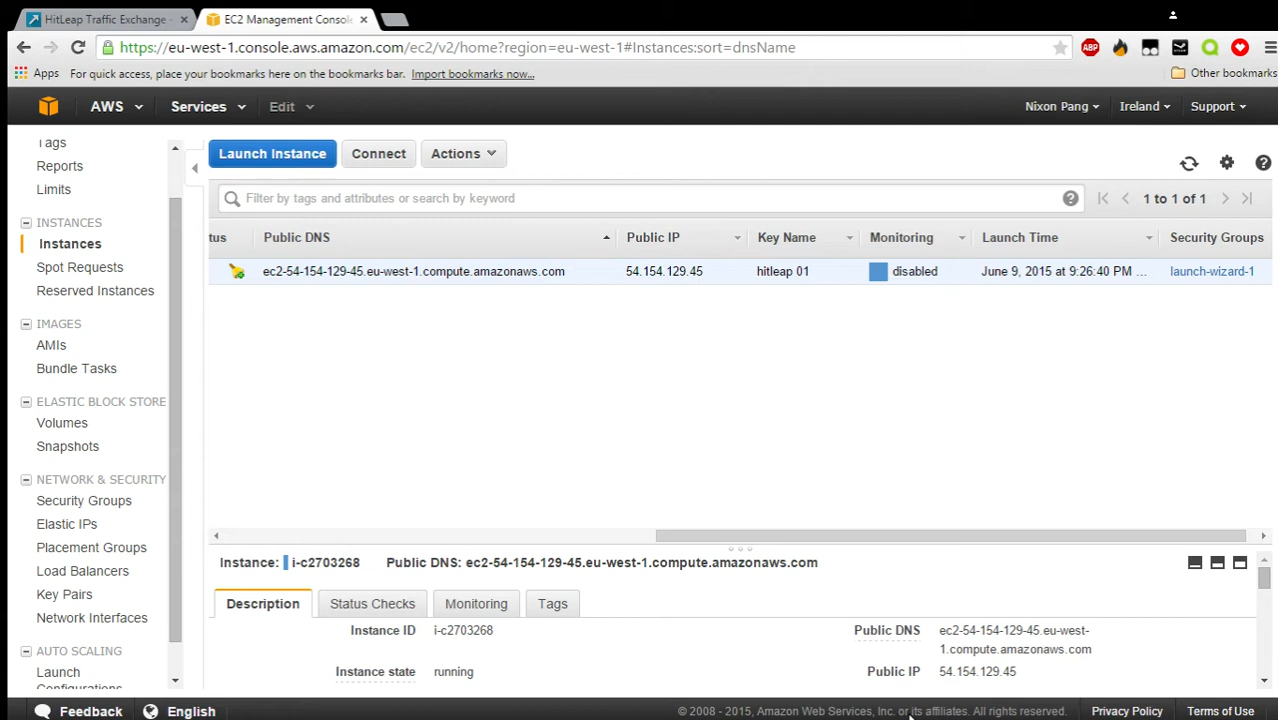 HitLeap Traffic Exchange -
EC2 Management Console
https://eu-west-1.console.aws.amazon.com/ec2/v2/home?region=eu-west-1#Instances:sort=dnsName
ABP
Apps For quick access, place your bookmarks here on the bookmarks bar. Import bookmarks now... Other bookmarks
AWS Services Edit Nixon Pang Ireland Support
Tags
Reports
Limits
INSTANCES
Instances
Spot Requests
Reserved Instances
IMAGES
AMIs
Bundle Tasks
ELASTIC BLOCK STORE
Volumes
Snapshots
NETWORK & SECURITY
Security Groups
Elastic IPs
Placement Groups
Load Balancers
Key Pairs
Network Interfaces
AUTO SCALING
Launch
Configurations
Launch Instance Connect Actions
Filter by tags and attributes or search by keyword 1 to 1 of 1
tus Public DNS Public IP Key Name Monitoring Launch Time Security Groups
ec2-54-154-129-45.eu-west-1.compute.amazonaws.com 54.154.129.45 hitleap 01 disabled June 9, 2015 at 9:26:40 PM ... launch-wizard-1
Instance: i-c2703268 Public DNS: ec2-54-154-129-45.eu-west-1.compute.amazonaws.com
Description Status Checks Monitoring Tags
Instance ID i-c2703268 Public DNS ec2-54-154-129-45.eu-west-
1.compute.amazonaws.com
Instance state running Public IP 54.154.129.45
Feedback English © 2008 - 2015, Amazon Web Services, Inc. or its affiliates. All rights reserved. Privacy Policy Terms of Use